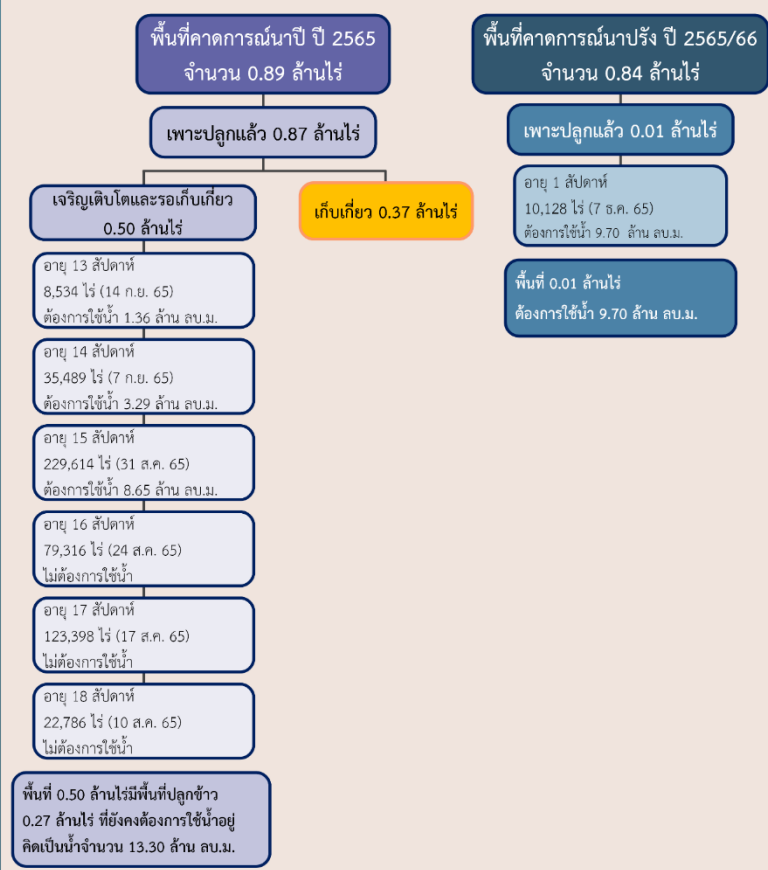 พื้นที่คาดการณ์นาปี ปี 2565
จำนวน 0.89 ล้านไร่
เพาะปลูกแล้ว 0.87 ล้านไร่
เจริญเติบโตและรอเก็บเกี่ยว
0.50 ล้านไร่
เก็บเกี่ยว 0.37 ล้านไร่
อายุ 13 สัปดาห์
8,534 ไร่ (14 ก.ย. 65)
ต้องการใช้น้ำ 1.36 ล้าน ลบ.ม.
อายุ 14 สัปดาห์
35,489 ไร่ (7 ก.ย. 65)
ต้องการใช้น้ำ 3.29 ล้าน ลบ.ม.
อายุ 15 สัปดาห์
229,614 ไร่ (31 ส.ค. 65)
ต้องการใช้น้ำ 8.65 ล้าน ลบ.ม.
อายุ 16 สัปดาห์
79,316 ไร่ (24 ส.ค. 65)
ไม่ต้องการใช้น้ำ
อายุ 17 สัปดาห์
123,398 ไร่ (17 ส.ค. 65)
ไม่ต้องการใช้น้ำ
อายุ 18 สัปดาห์
22,786 ไร่ (10 ส.ค. 65)
ไม่ต้องการใช้น้ำ
พื้นที่ 0.50 ล้านไร่มีพื้นที่ปลูกข้าว
0.27 ล้านไร่ ที่ยังคงต้องการใช้น้ำอยู่
คิดเป็นน้ำจำนวน 13.30 ล้าน ลบ.ม.
พื้นที่คาดการณ์นาปรัง ปี 2565/66
จำนวน 0.84 ล้านไร่
เพาะปลูกแล้ว 0.01 ล้านไร่
อายุ 1 สัปดาห์
10,128 ไร่ (7 ธ.ค. 65)
ต้องการใช้น้ำ 9.70 ล้าน ลบ.ม.
พื้นที่ 0.01 ล้านไร่
ต้องการใช้น้ำ 9.70 ล้าน ลบ.ม.